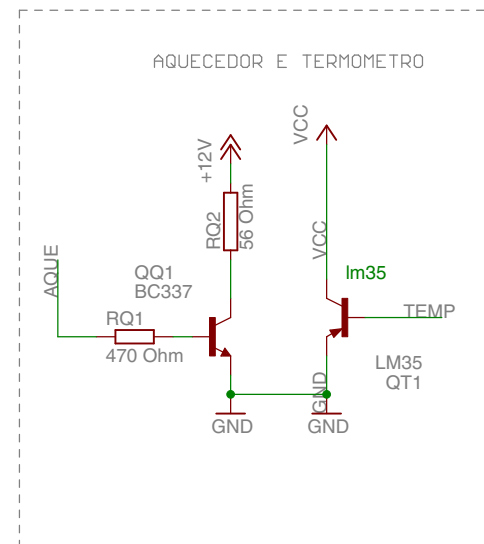 AQUECEDOR E TERMOMETRO
VCC
+12V
RQ2
56 Ohm
VCC
AQUE
QQ1
BC337
lm35
RQ1
470 Ohm
TEMP
LM35
QT1
GND
GND
GND